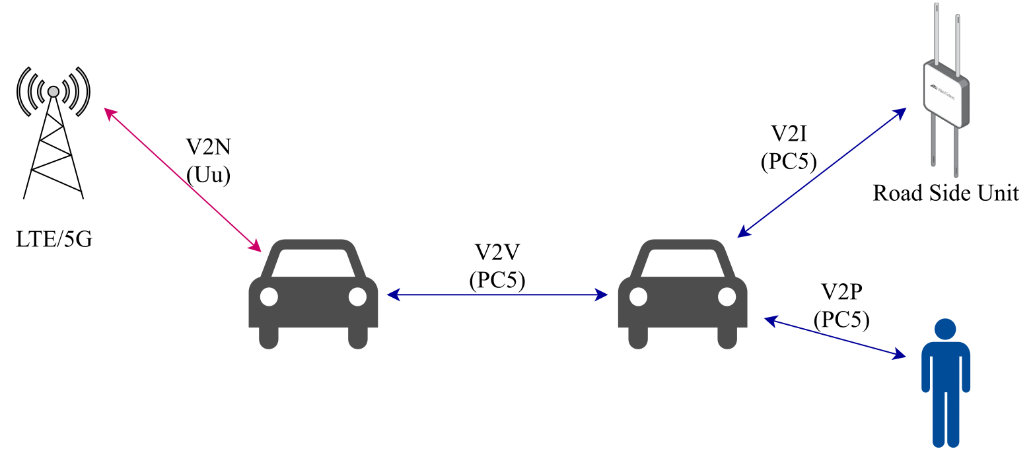 V2N
(Uu)
LTE/5G
V2V
(PC5)
V2I
(PC5)
Road Side Unit
V2P
(PC5)